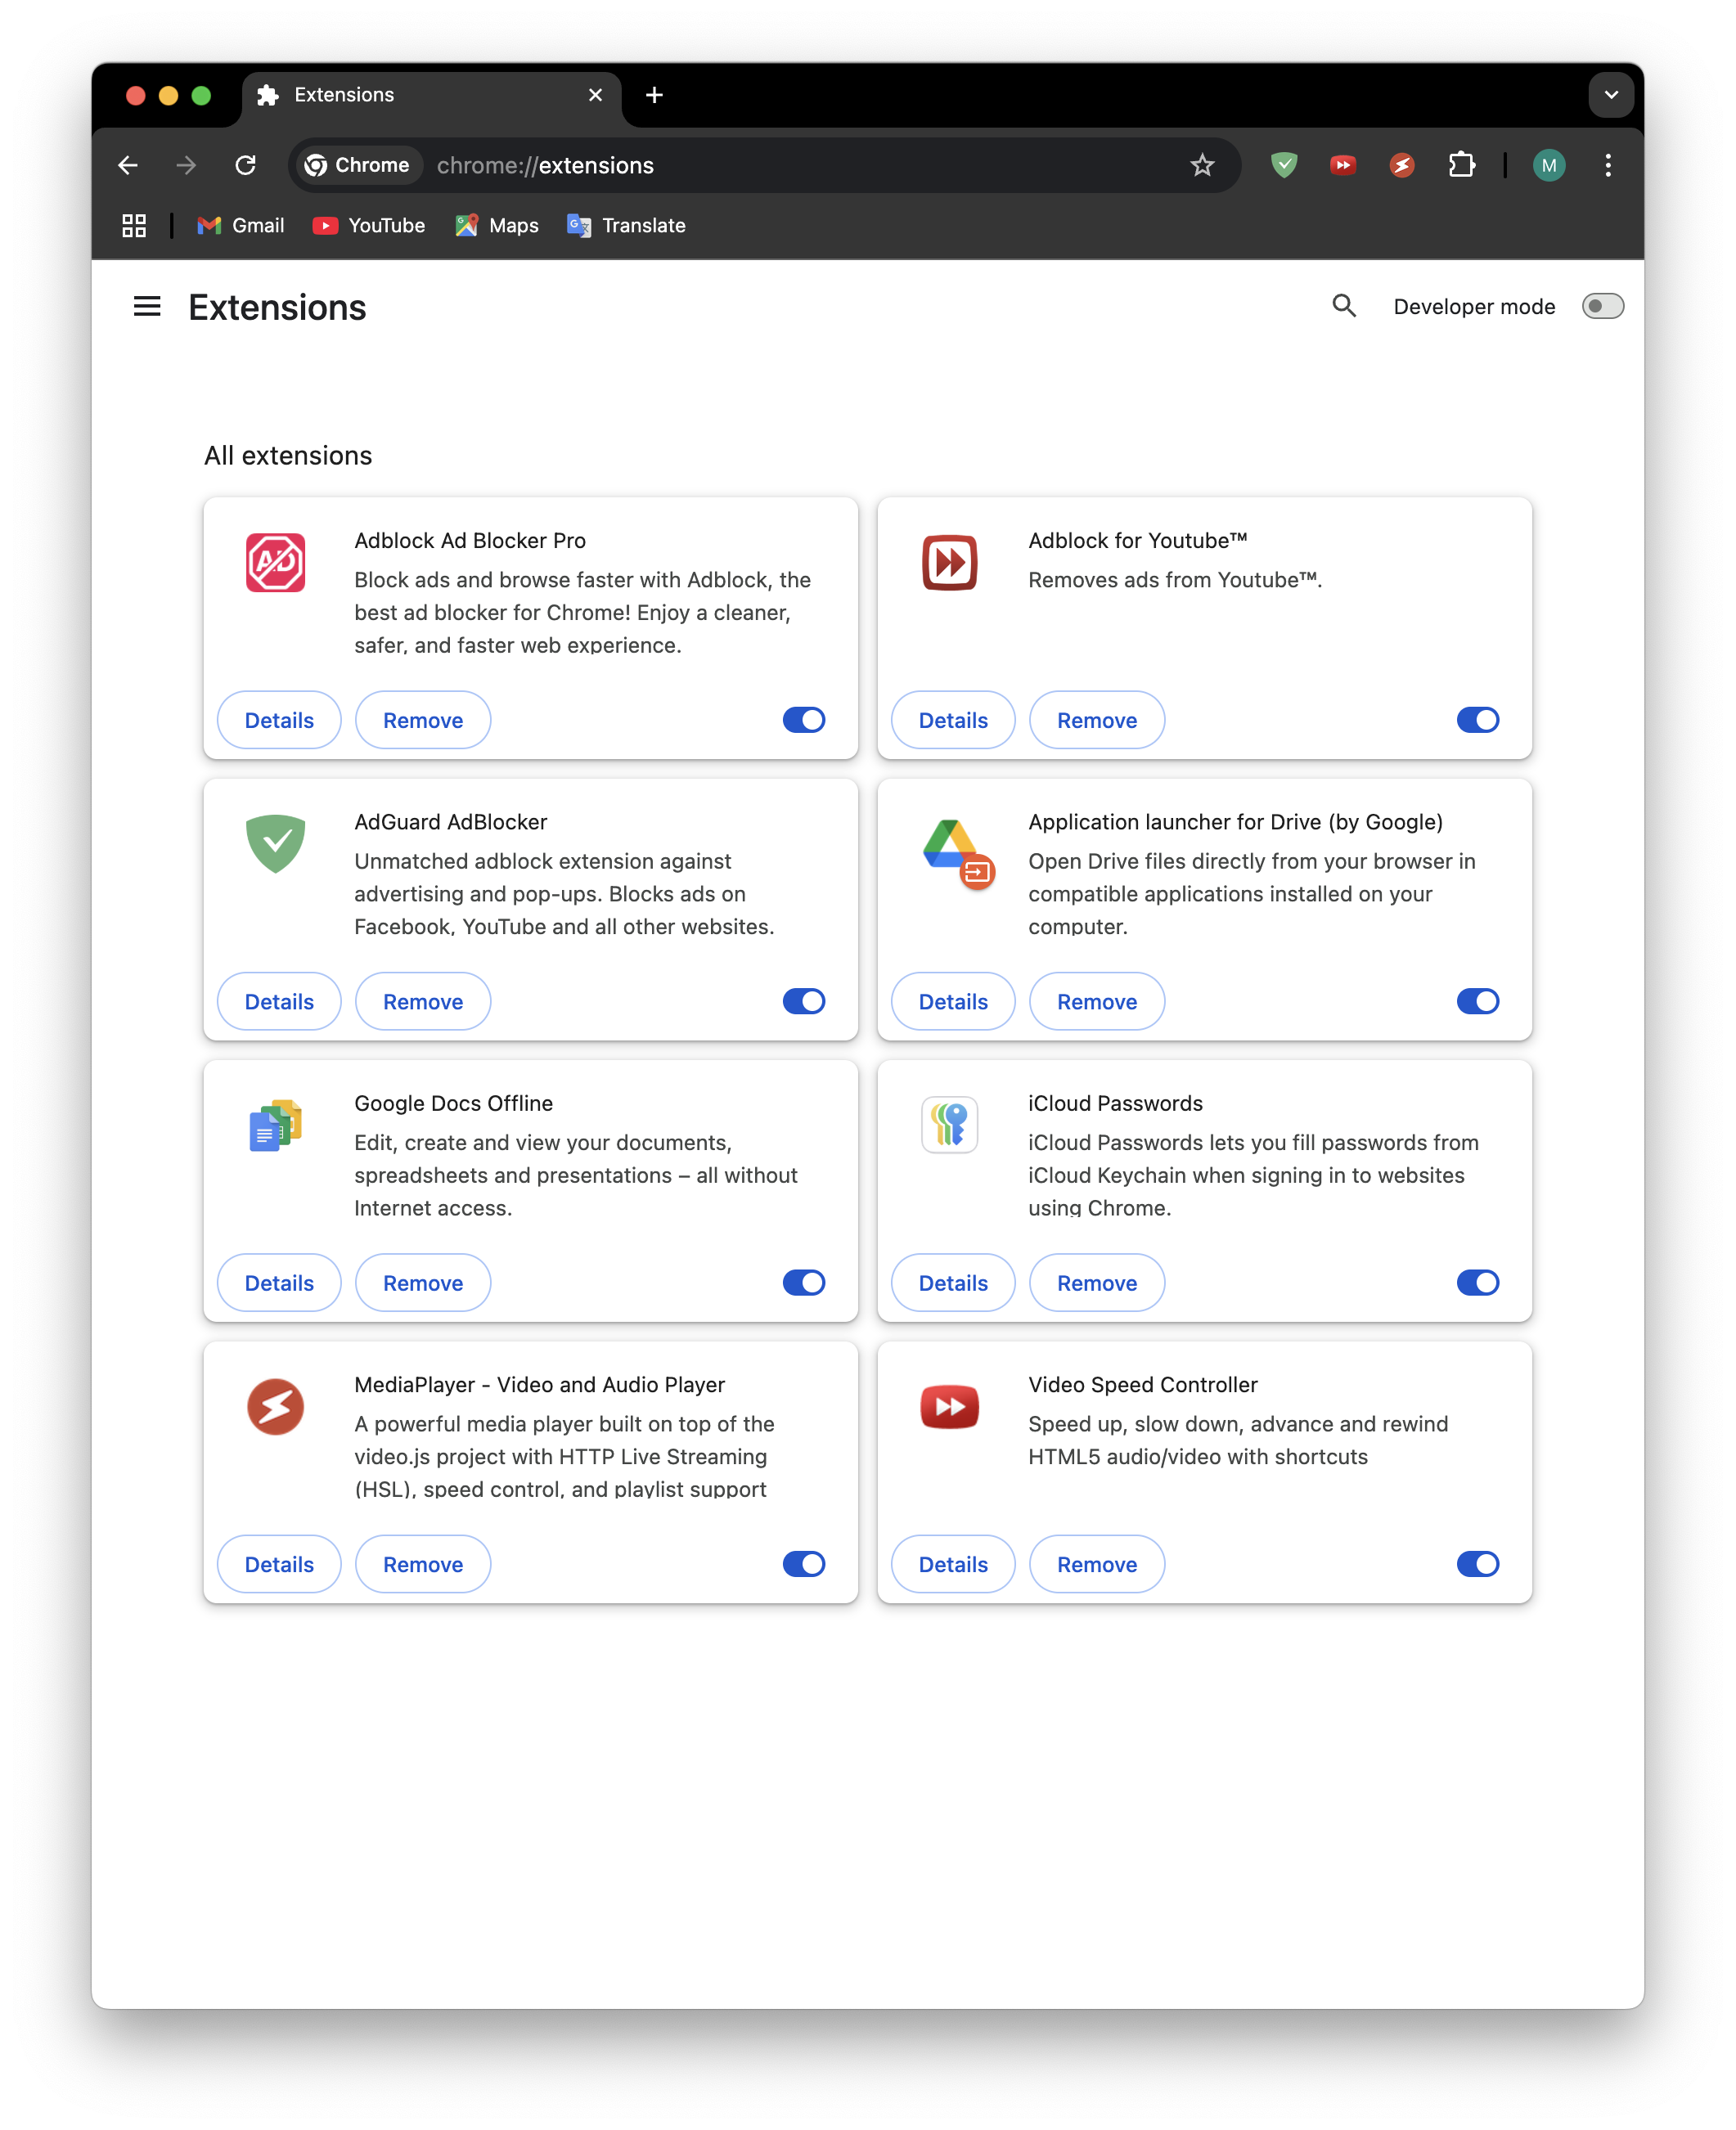 Extensions
Chrome chrome://extensions
M
Gmail YouTube Maps Translate
Extensions
Developer mode
All extensions
Adblock Ad Blocker Pro
Block ads and browse faster with Adblock, the
best ad blocker for Chrome! Enjoy a cleaner,
safer, and faster web experience.
Details Remove
Adblock for Youtube™
Removes ads from Youtube™.
Details Remove
AdGuard AdBlocker
Unmatched adblock extension against
advertising and pop-ups. Blocks ads on
Facebook, YouTube and all other websites.
Details Remove
Application launcher for Drive (by Google)
Open Drive files directly from your browser in
compatible applications installed on your
computer.
Details Remove
Google Docs Offline
Edit, create and view your documents,
spreadsheets and presentations – all without
Internet access.
Details Remove
iCloud Passwords
iCloud Passwords lets you fill passwords from
iCloud Keychain when signing in to websites
using Chrome.
Details Remove
MediaPlayer - Video and Audio Player
A powerful media player built on top of the
video.js project with HTTP Live Streaming
(HSL), speed control, and playlist support
Details Remove
Video Speed Controller
Speed up, slow down, advance and rewind
HTML5 audio/video with shortcuts
Details Remove